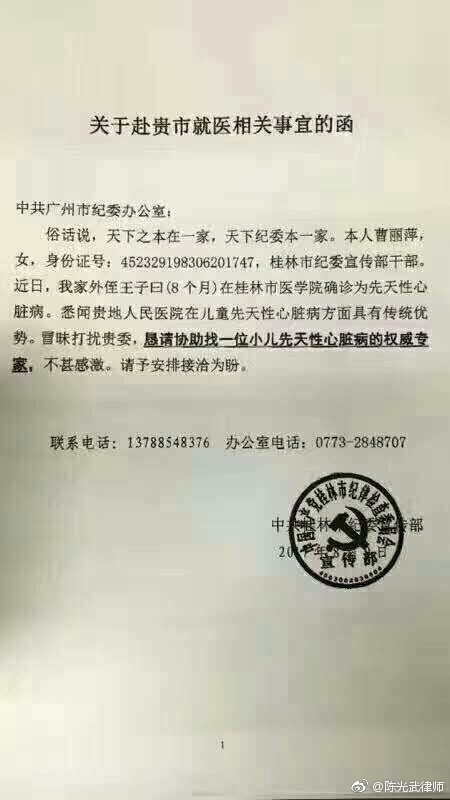 关于赴贵市就医相关事宜的函
中共广州市纪委办公室：
俗话说，天下之本在一家，天下纪委本一家。本人曹丽萍，
女，身份证号：452329198306201747，桂林市纪委宣传部干部。
近日，我家外侄王子曰(8个月)在桂林市医学院确诊为先天性心
脏病。悉闻贵地人民医院在儿童先天性心脏病方面具有传统优
势。冒昧打扰贵委，恳请协助找一位小儿先天性心脏病的权威专
家，不甚感激。请予安排接洽为盼。
联系电话：13788548376 办公室电话：0773-2848707
中共桂林市纪委宣传部
中国共产党桂林市纪律检查委员会
宣传部
1
@陈光武律师